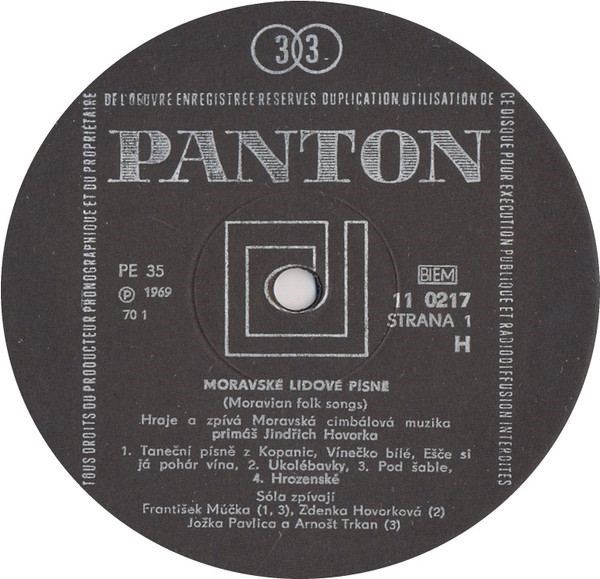 33
TOUS DROITS DU PRODUCTEUR PHONOGRAPHIQUE ET DU PROPRIÉTAIRE
DE L'OEUVRE ENREGISTRÉE RESERVÉS. DUPLICATION, UTILISATION DE
CE DISQUE POUR EXÉCUTION PUBLIQUE ET RADIODIFFUSION INTERDITES
PANTON
PE 35
Ⓟ 1969
70 1
BIEM
11 0217
STRANA 1
H
MORAVSKÉ LIDOVÉ PÍSNĚ
(Moravian folk songs)
Hraje a zpívá Moravská cimbálová muzika
primáš Jindřich Hovorka
1. Taneční písně z Kopanic, Vínečko bílé, Ešče si
já pohár vína, 2. Ukolébavky, 3. Pod šable,
4. Hrozenské
Sóla zpívají
František Múčka (1, 3), Zdenka Hovorková (2)
Jožka Pavlica a Arnošt Trkan (3)